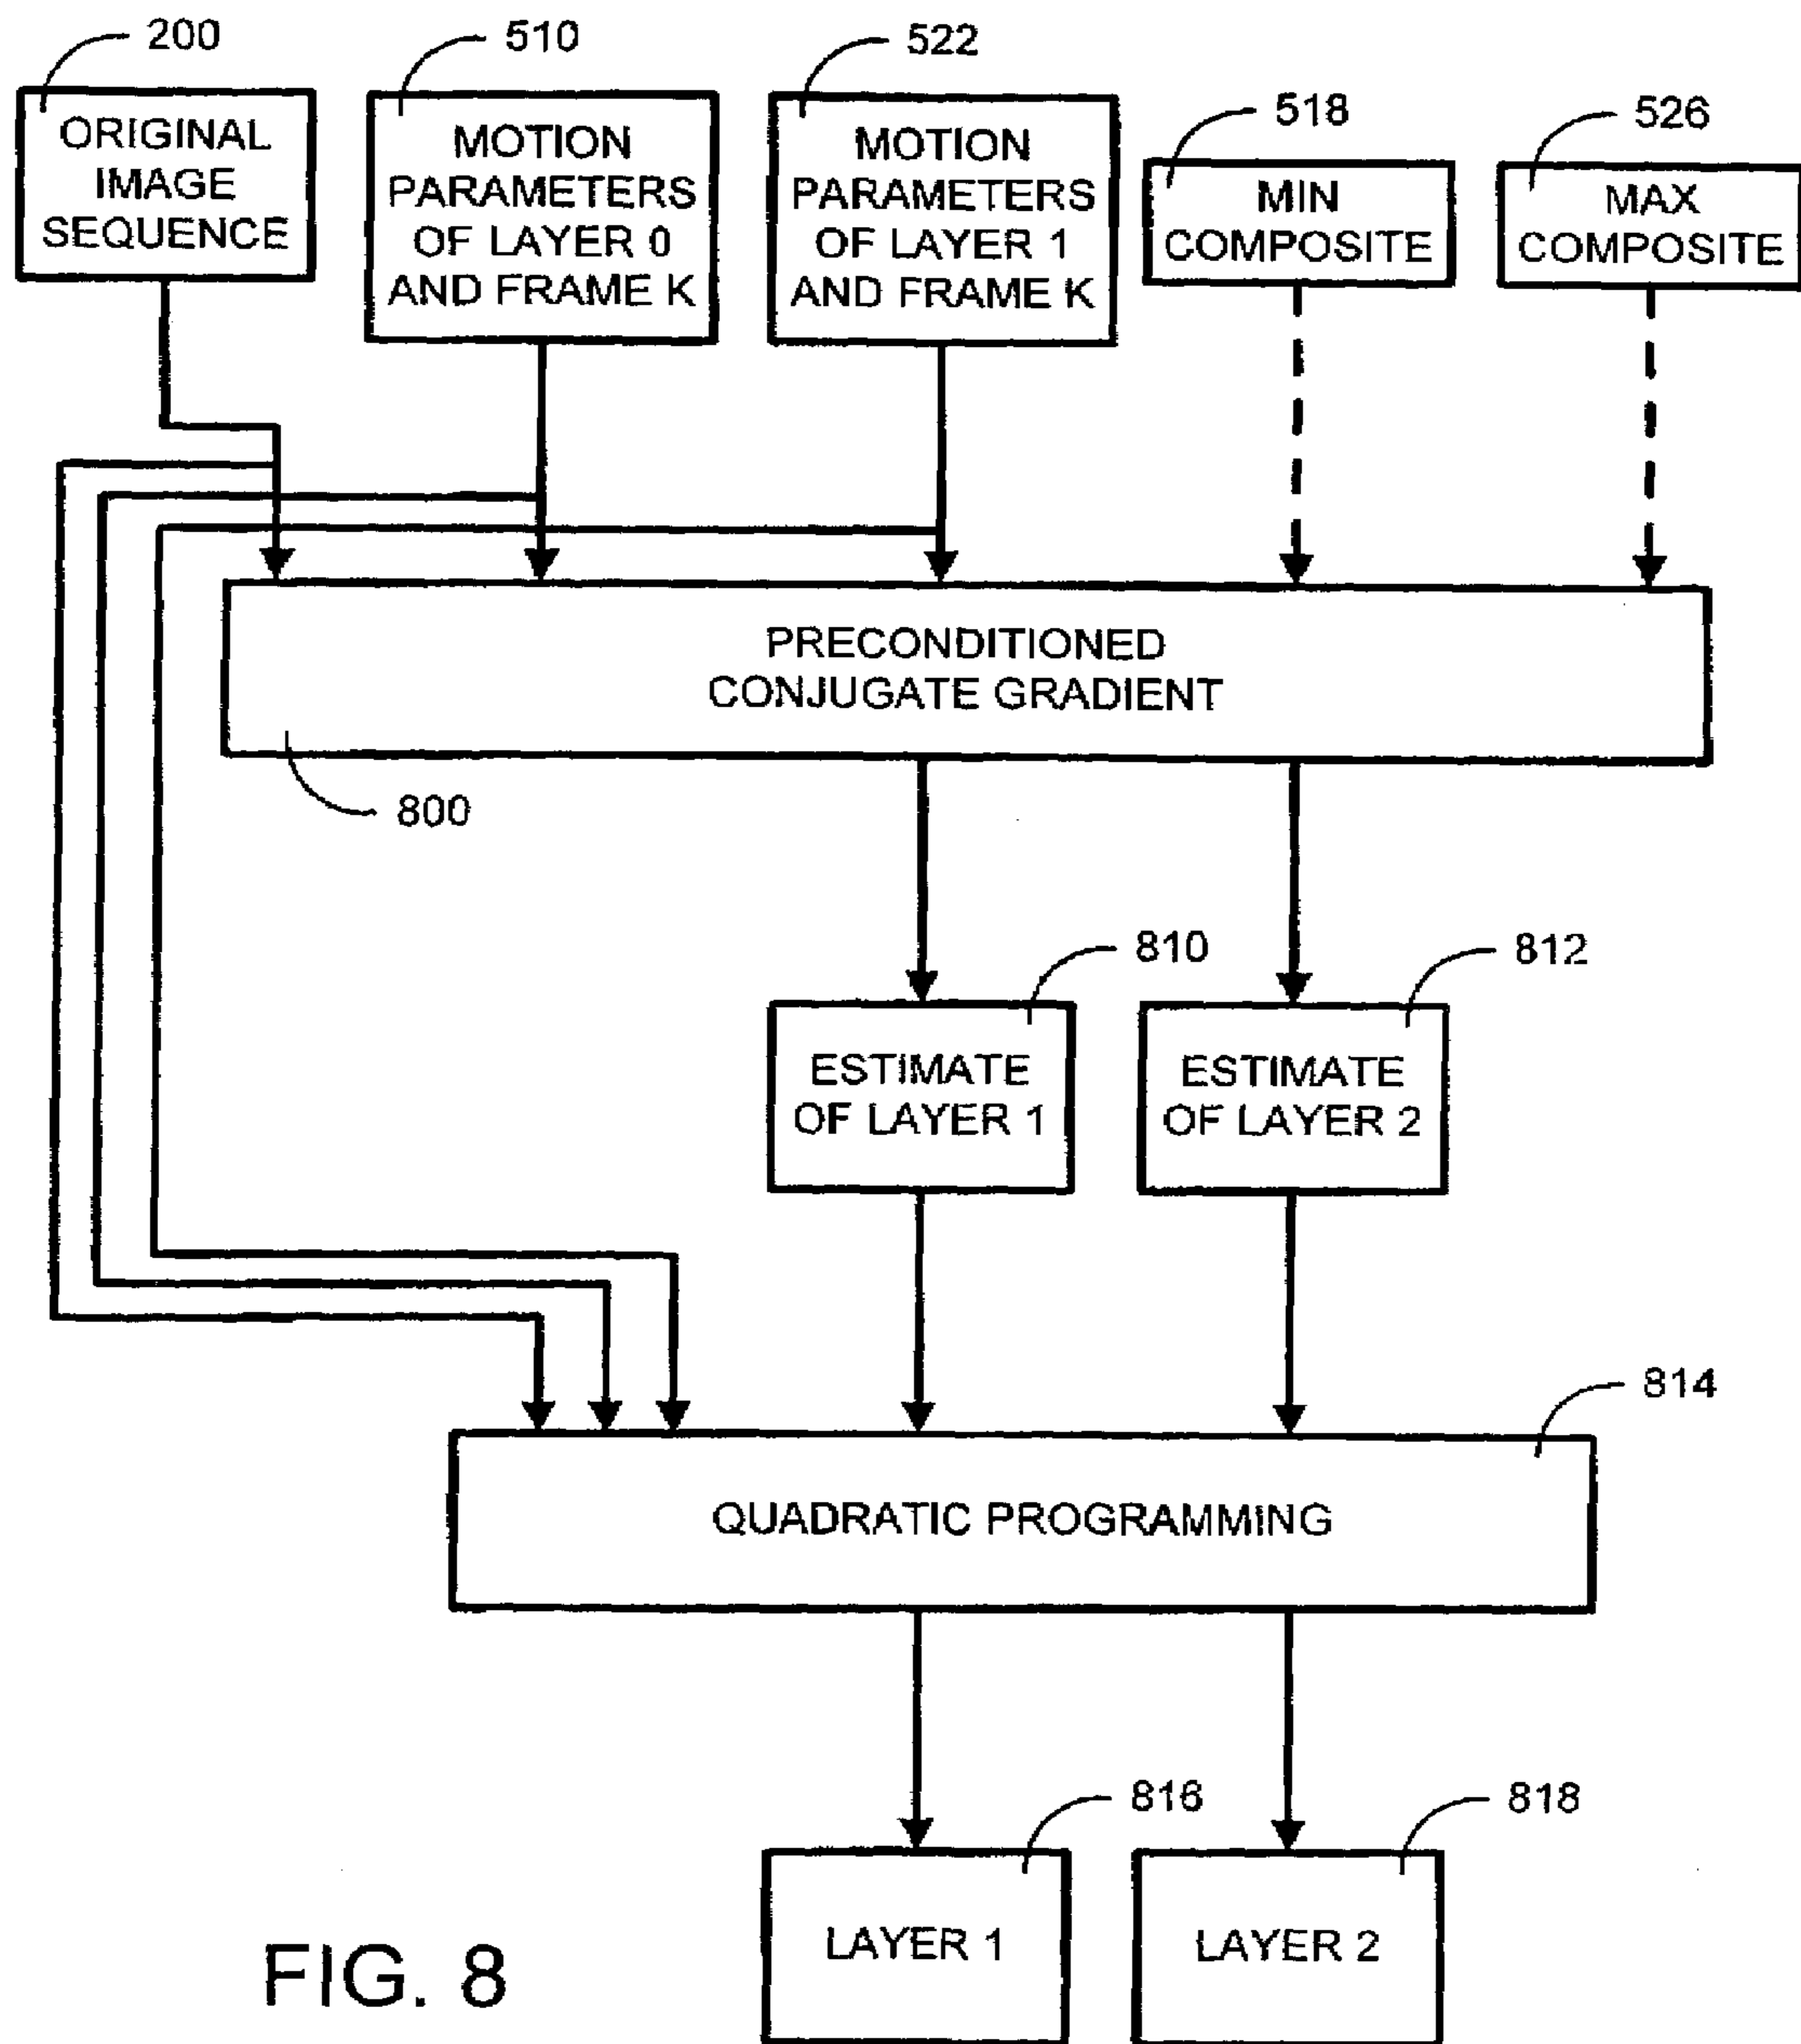 200
ORIGINAL
IMAGE
SEQUENCE
510
MOTION
PARAMETERS
OF LAYER 0
AND FRAME K
522
MOTION
PARAMETERS
OF LAYER 1
AND FRAME K
518
MIN
COMPOSITE
526
MAX
COMPOSITE
PRECONDITIONED
CONJUGATE GRADIENT
800
810
ESTIMATE
OF LAYER 1
812
ESTIMATE
OF LAYER 2
814
QUADRATIC PROGRAMMING
816
LAYER 1
818
LAYER 2
FIG. 8